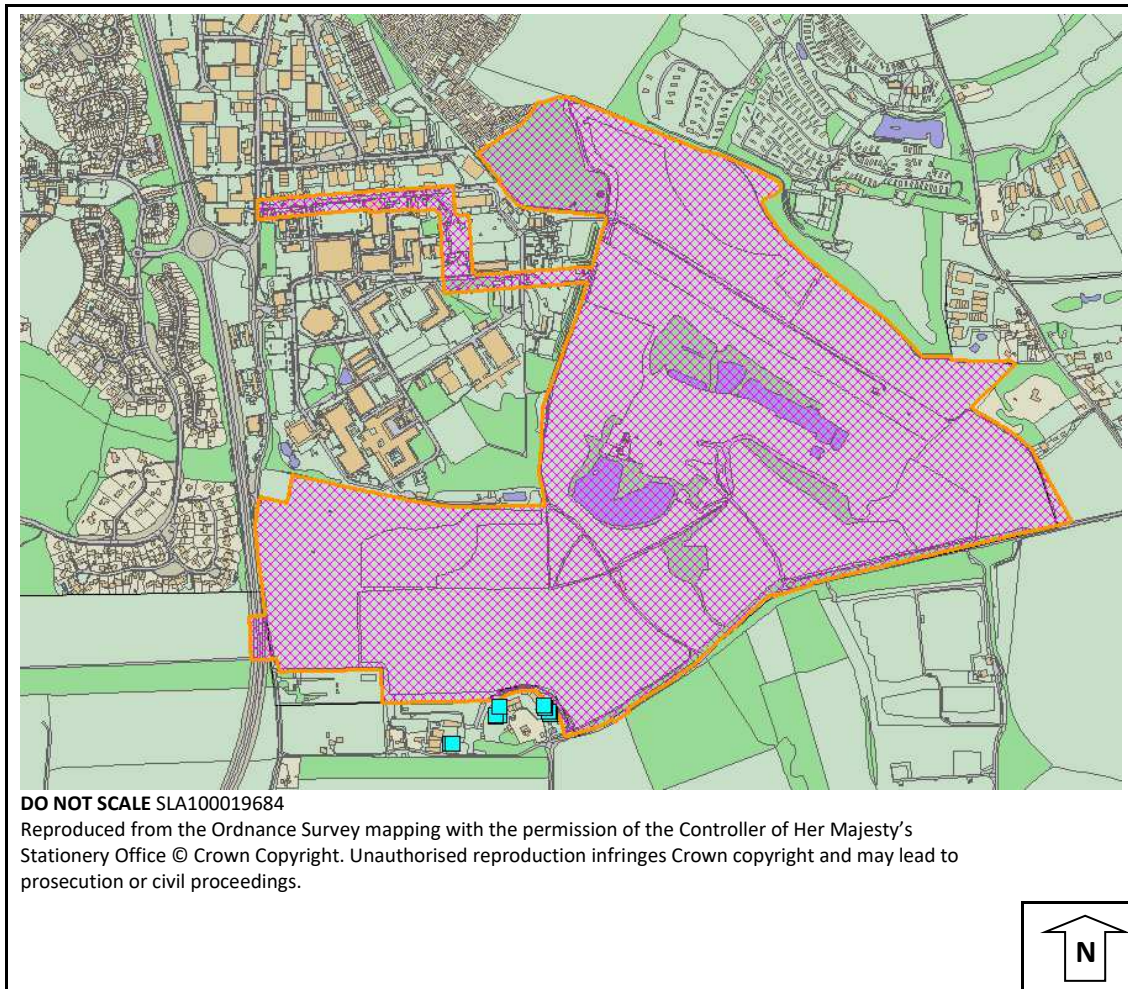 DO NOT SCALE SLA100019684
Reproduced from the Ordnance Survey mapping with the permission of the Controller of Her Majesty's
Stationery Office © Crown Copyright. Unauthorised reproduction infringes Crown copyright and may lead to
prosecution or civil proceedings.
N